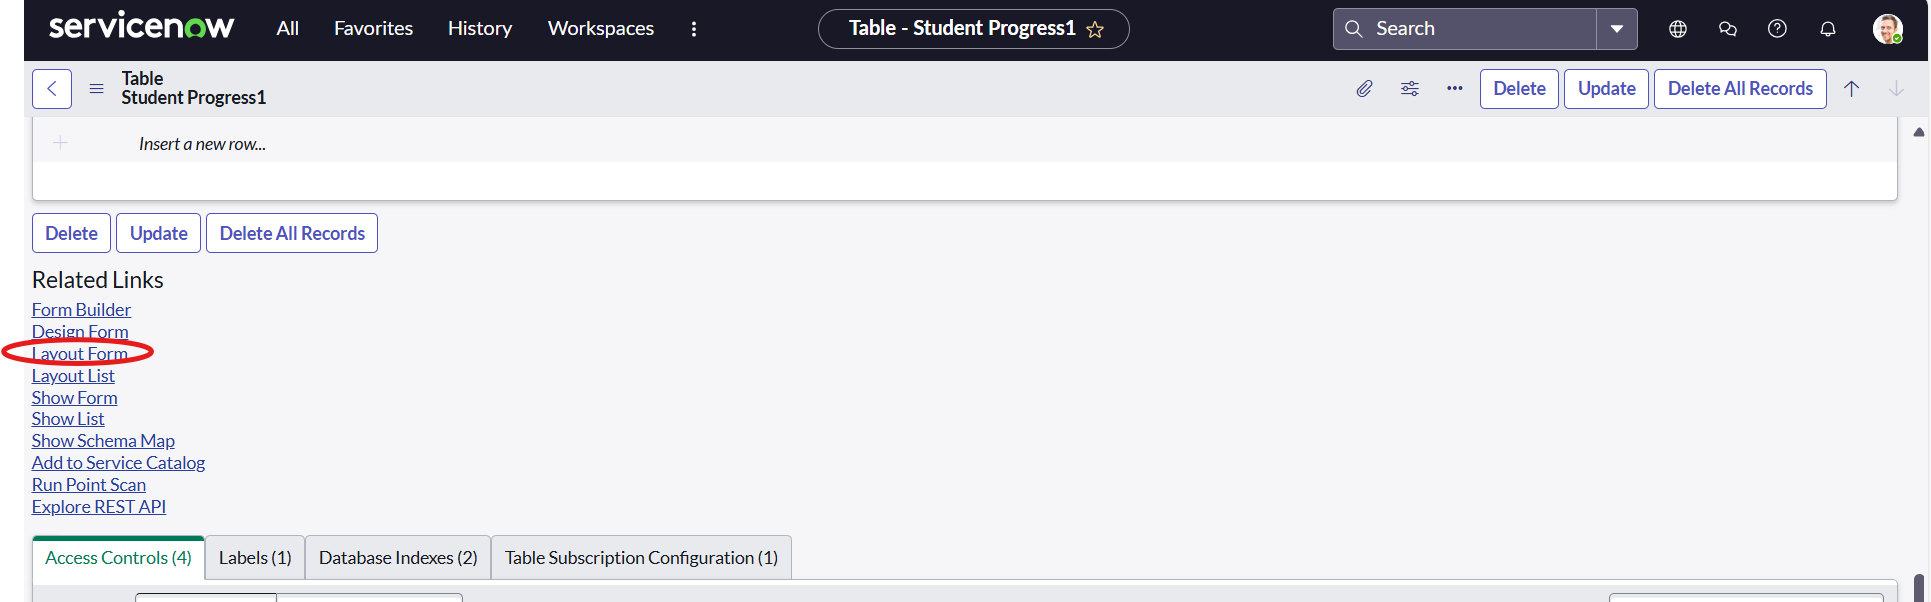 servicenow All Favorites History Workspaces Table - Student Progress1 Search
Table
Student Progress1
Delete Update Delete All Records
Insert a new row...
Delete Update Delete All Records
Related Links
Form Builder
Design Form
Layout Form
Layout List
Show Form
Show List
Show Schema Map
Add to Service Catalog
Run Point Scan
Explore REST API
Access Controls (4) Labels (1) Database Indexes (2) Table Subscription Configuration (1)